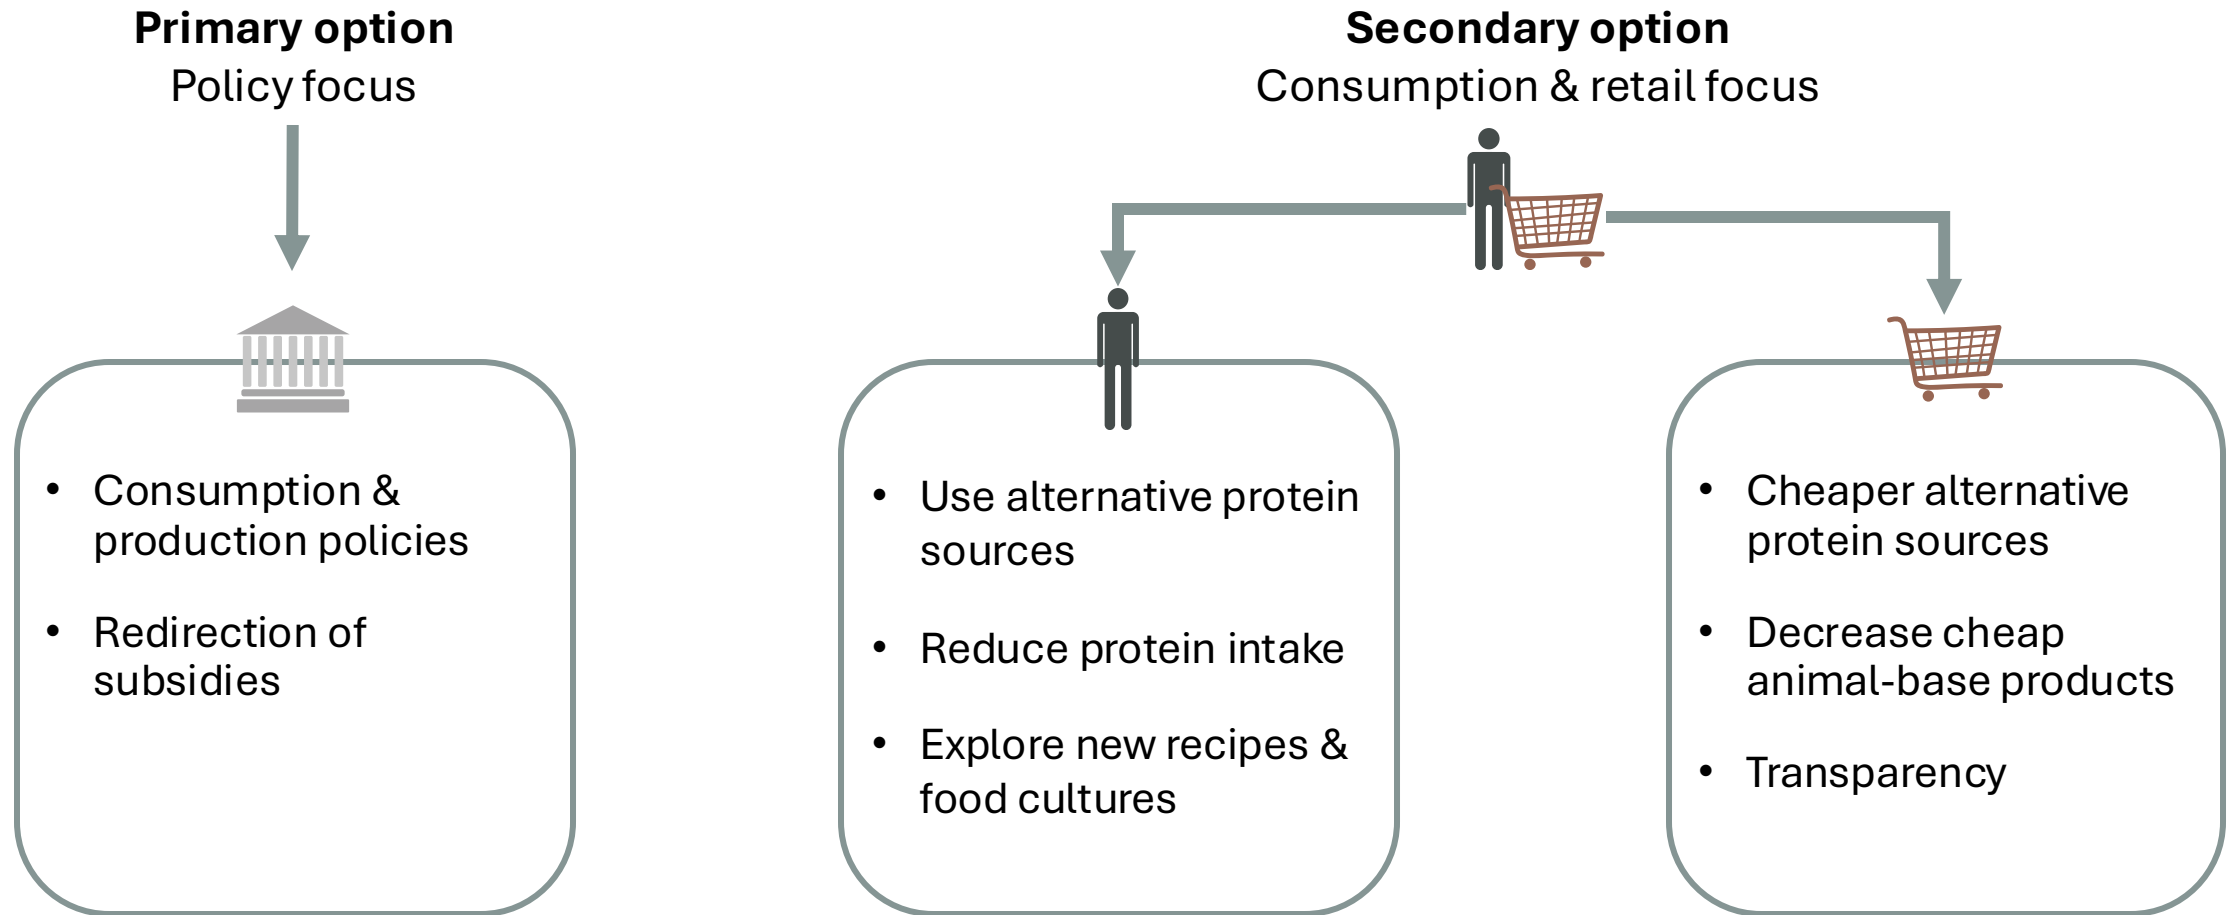 Primary option
Policy focus
Secondary option
Consumption & retail focus
• Consumption &
production policies
• Redirection of
subsidies
• Use alternative protein
sources
• Reduce protein intake
• Explore new recipes &
food cultures
• Cheaper alternative
protein sources
• Decrease cheap
animal-base products
• Transparency